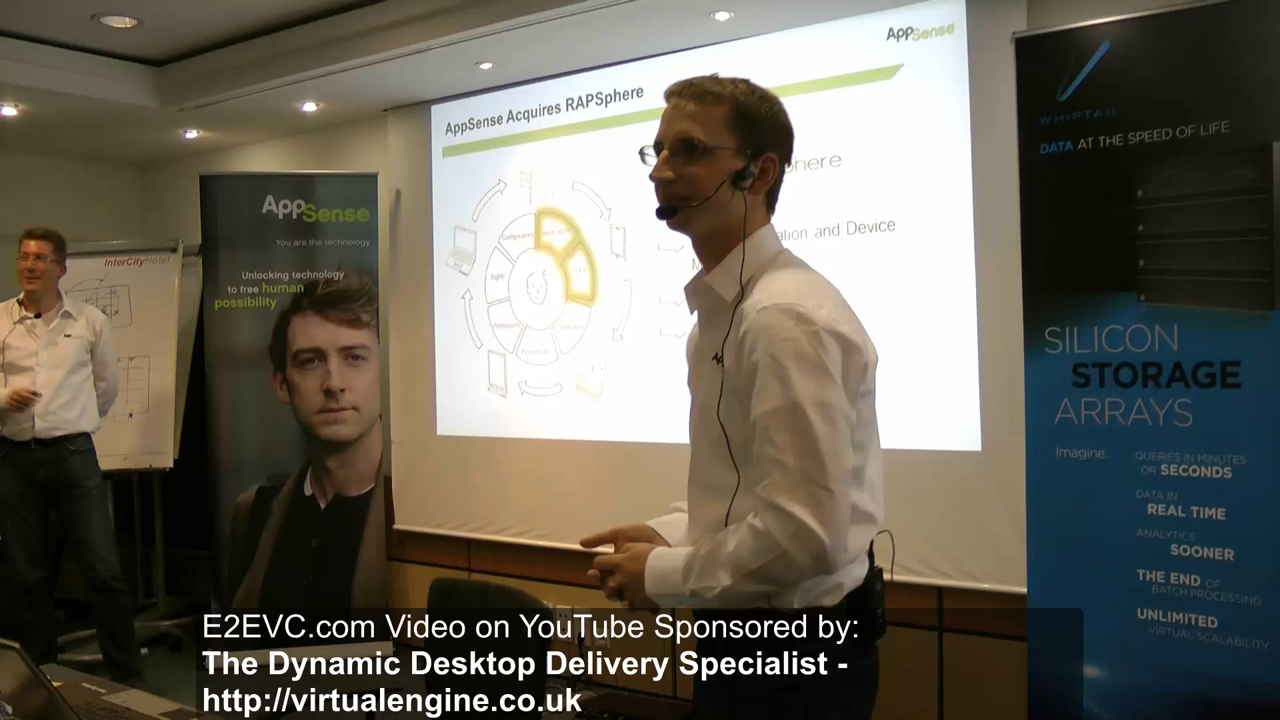 AppSense
AppSense Acquires RAPSphere
phere
ation and Device
M
InterCityHotel
AppSense
You are the technology
Unlocking technology
to free human
possibility
WHIPTAIL
DATA AT THE SPEED OF LIFE
SILICON
STORAGE
ARRAYS
Imagine...
QUERIES IN MINUTES
OR SECONDS
DATA IN
REAL TIME
ANALYTICS
SOONER
THE END OF
BATCH PROCESSING
UNLIMITED
VIRTUAL SCALABILITY
E2EVC.com Video on YouTube Sponsored by:
The Dynamic Desktop Delivery Specialist -
http://virtualengine.co.uk